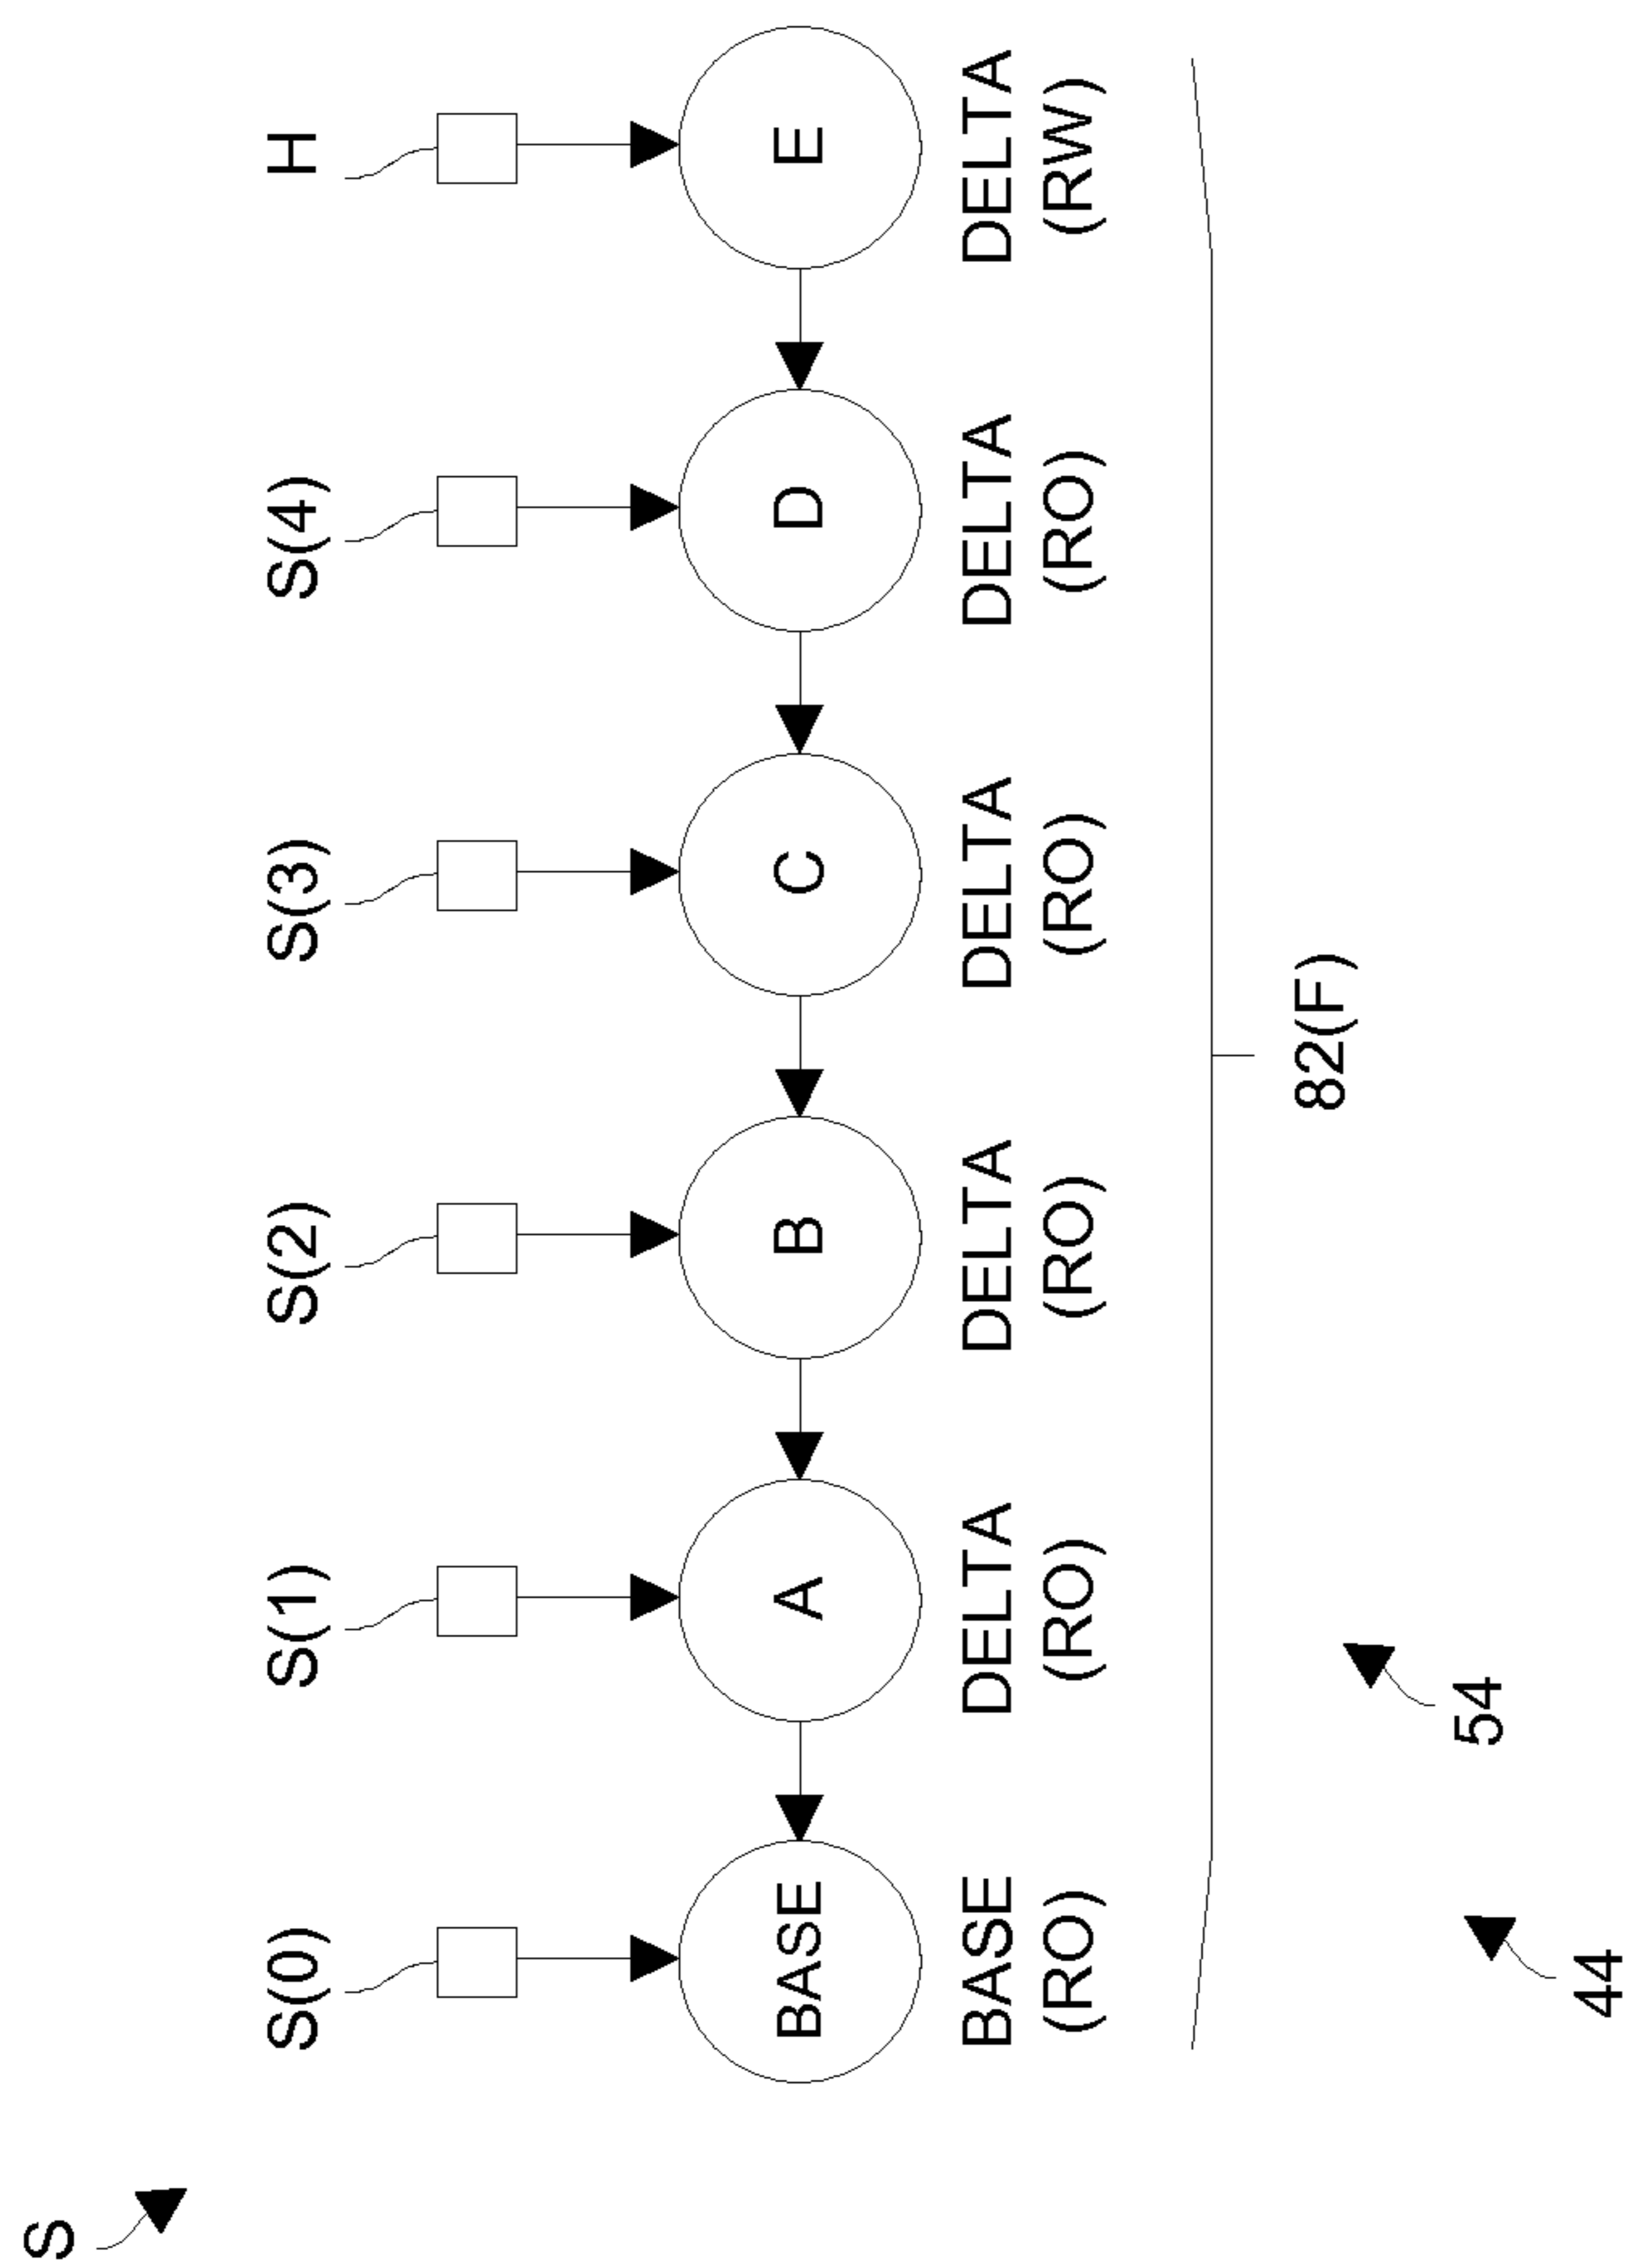 S
S(0)
S(1)
S(2)
S(3)
S(4)
H
BASE
A
B
C
D
E
BASE
(RO)
DELTA
(RO)
DELTA
(RO)
DELTA
(RO)
DELTA
(RO)
DELTA
(RW)
82(F)
54
44